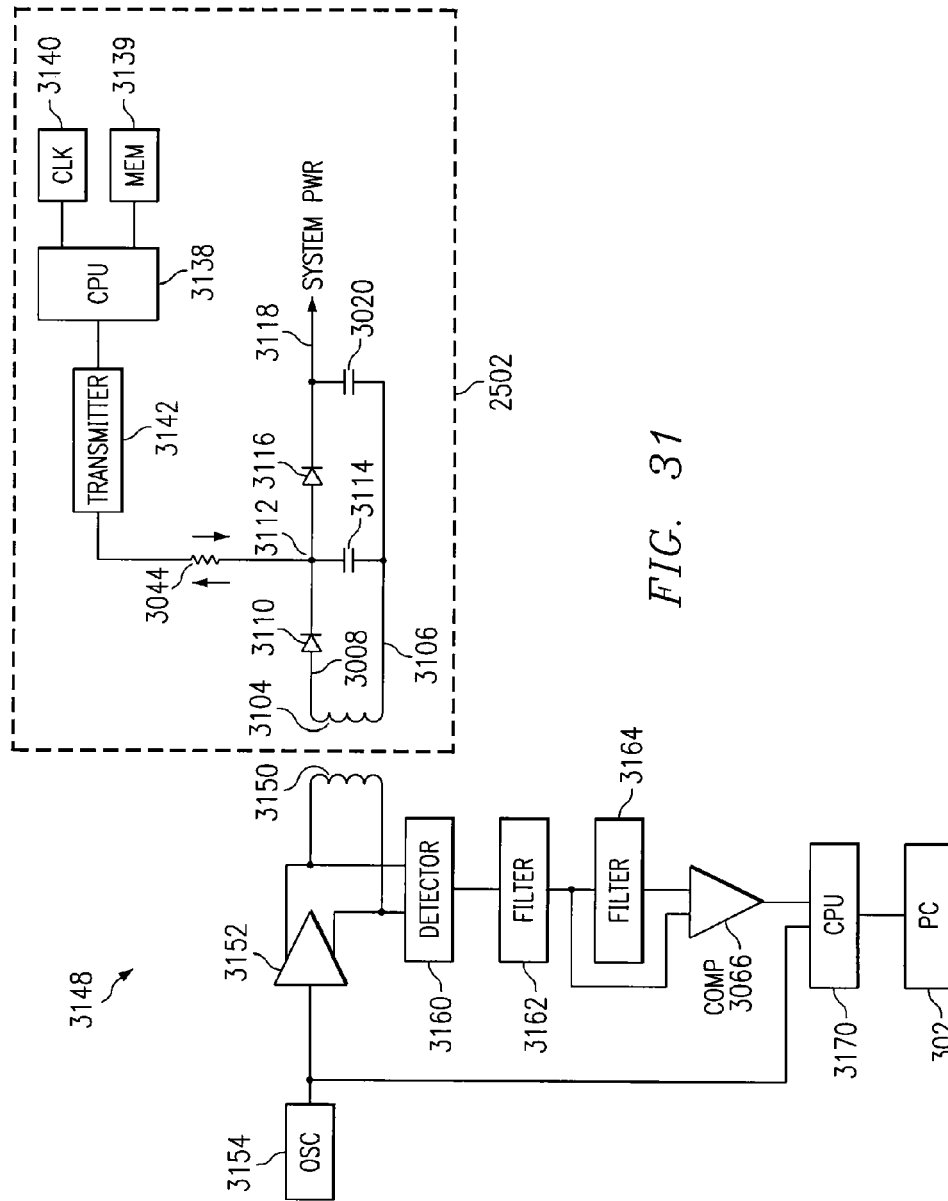 3140
CLK
3139
MEM
CPU
3138
TRANSMITTER
3142
3044
SYSTEM PWR
3118
3020
3116
3112
3114
3110
3008
3106
3104
2502
3148
3150
3152
3154
OSC
DETECTOR
3160
FILTER
3162
3164
FILTER
COMP
3066
CPU
3170
PC
302
FIG. 31